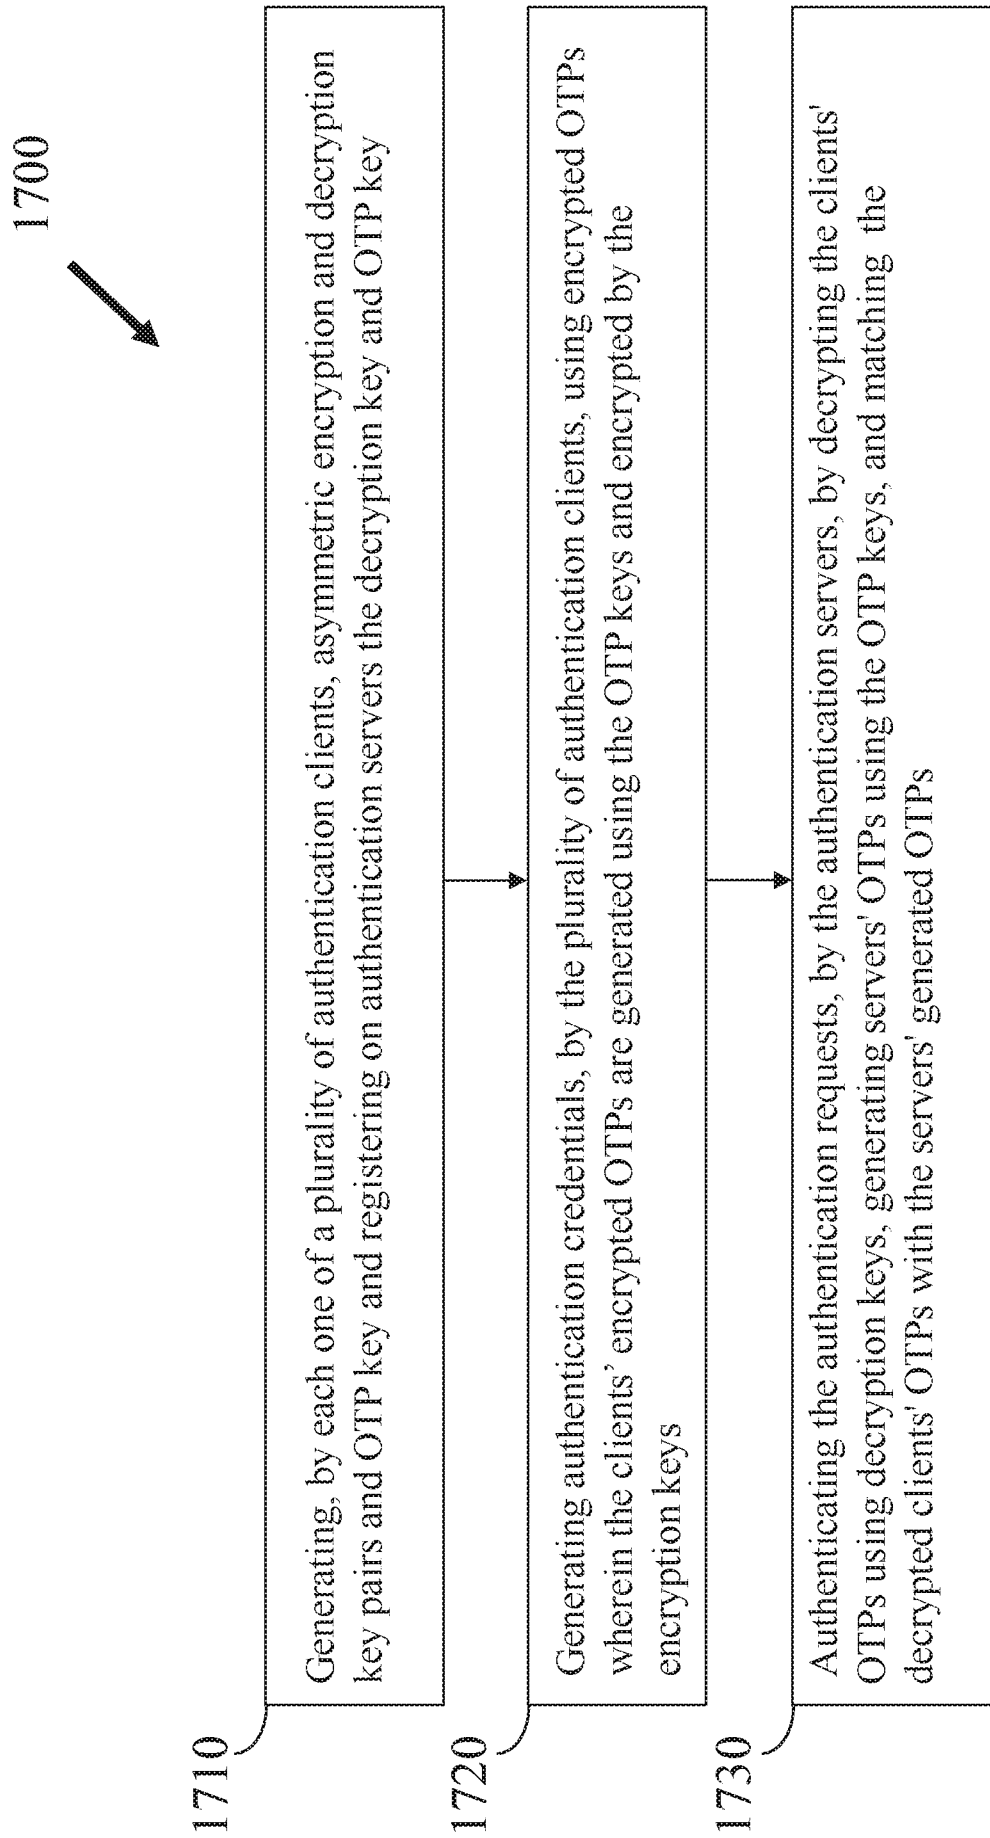 1700
1710
Generating, by each one of a plurality of authentication clients, asymmetric encryption and decryption
key pairs and OTP key and registering on authentication servers the decryption key and OTP key
1720
Generating authentication credentials, by the plurality of authentication clients, using encrypted OTPs
wherein the clients’ encrypted OTPs are generated using the OTP keys and encrypted by the
encryption keys
1730
Authenticating the authentication requests, by the authentication servers, by decrypting the clients'
OTPs using decryption keys, generating servers' OTPs using the OTP keys, and matching the
decrypted clients' OTPs with the servers' generated OTPs